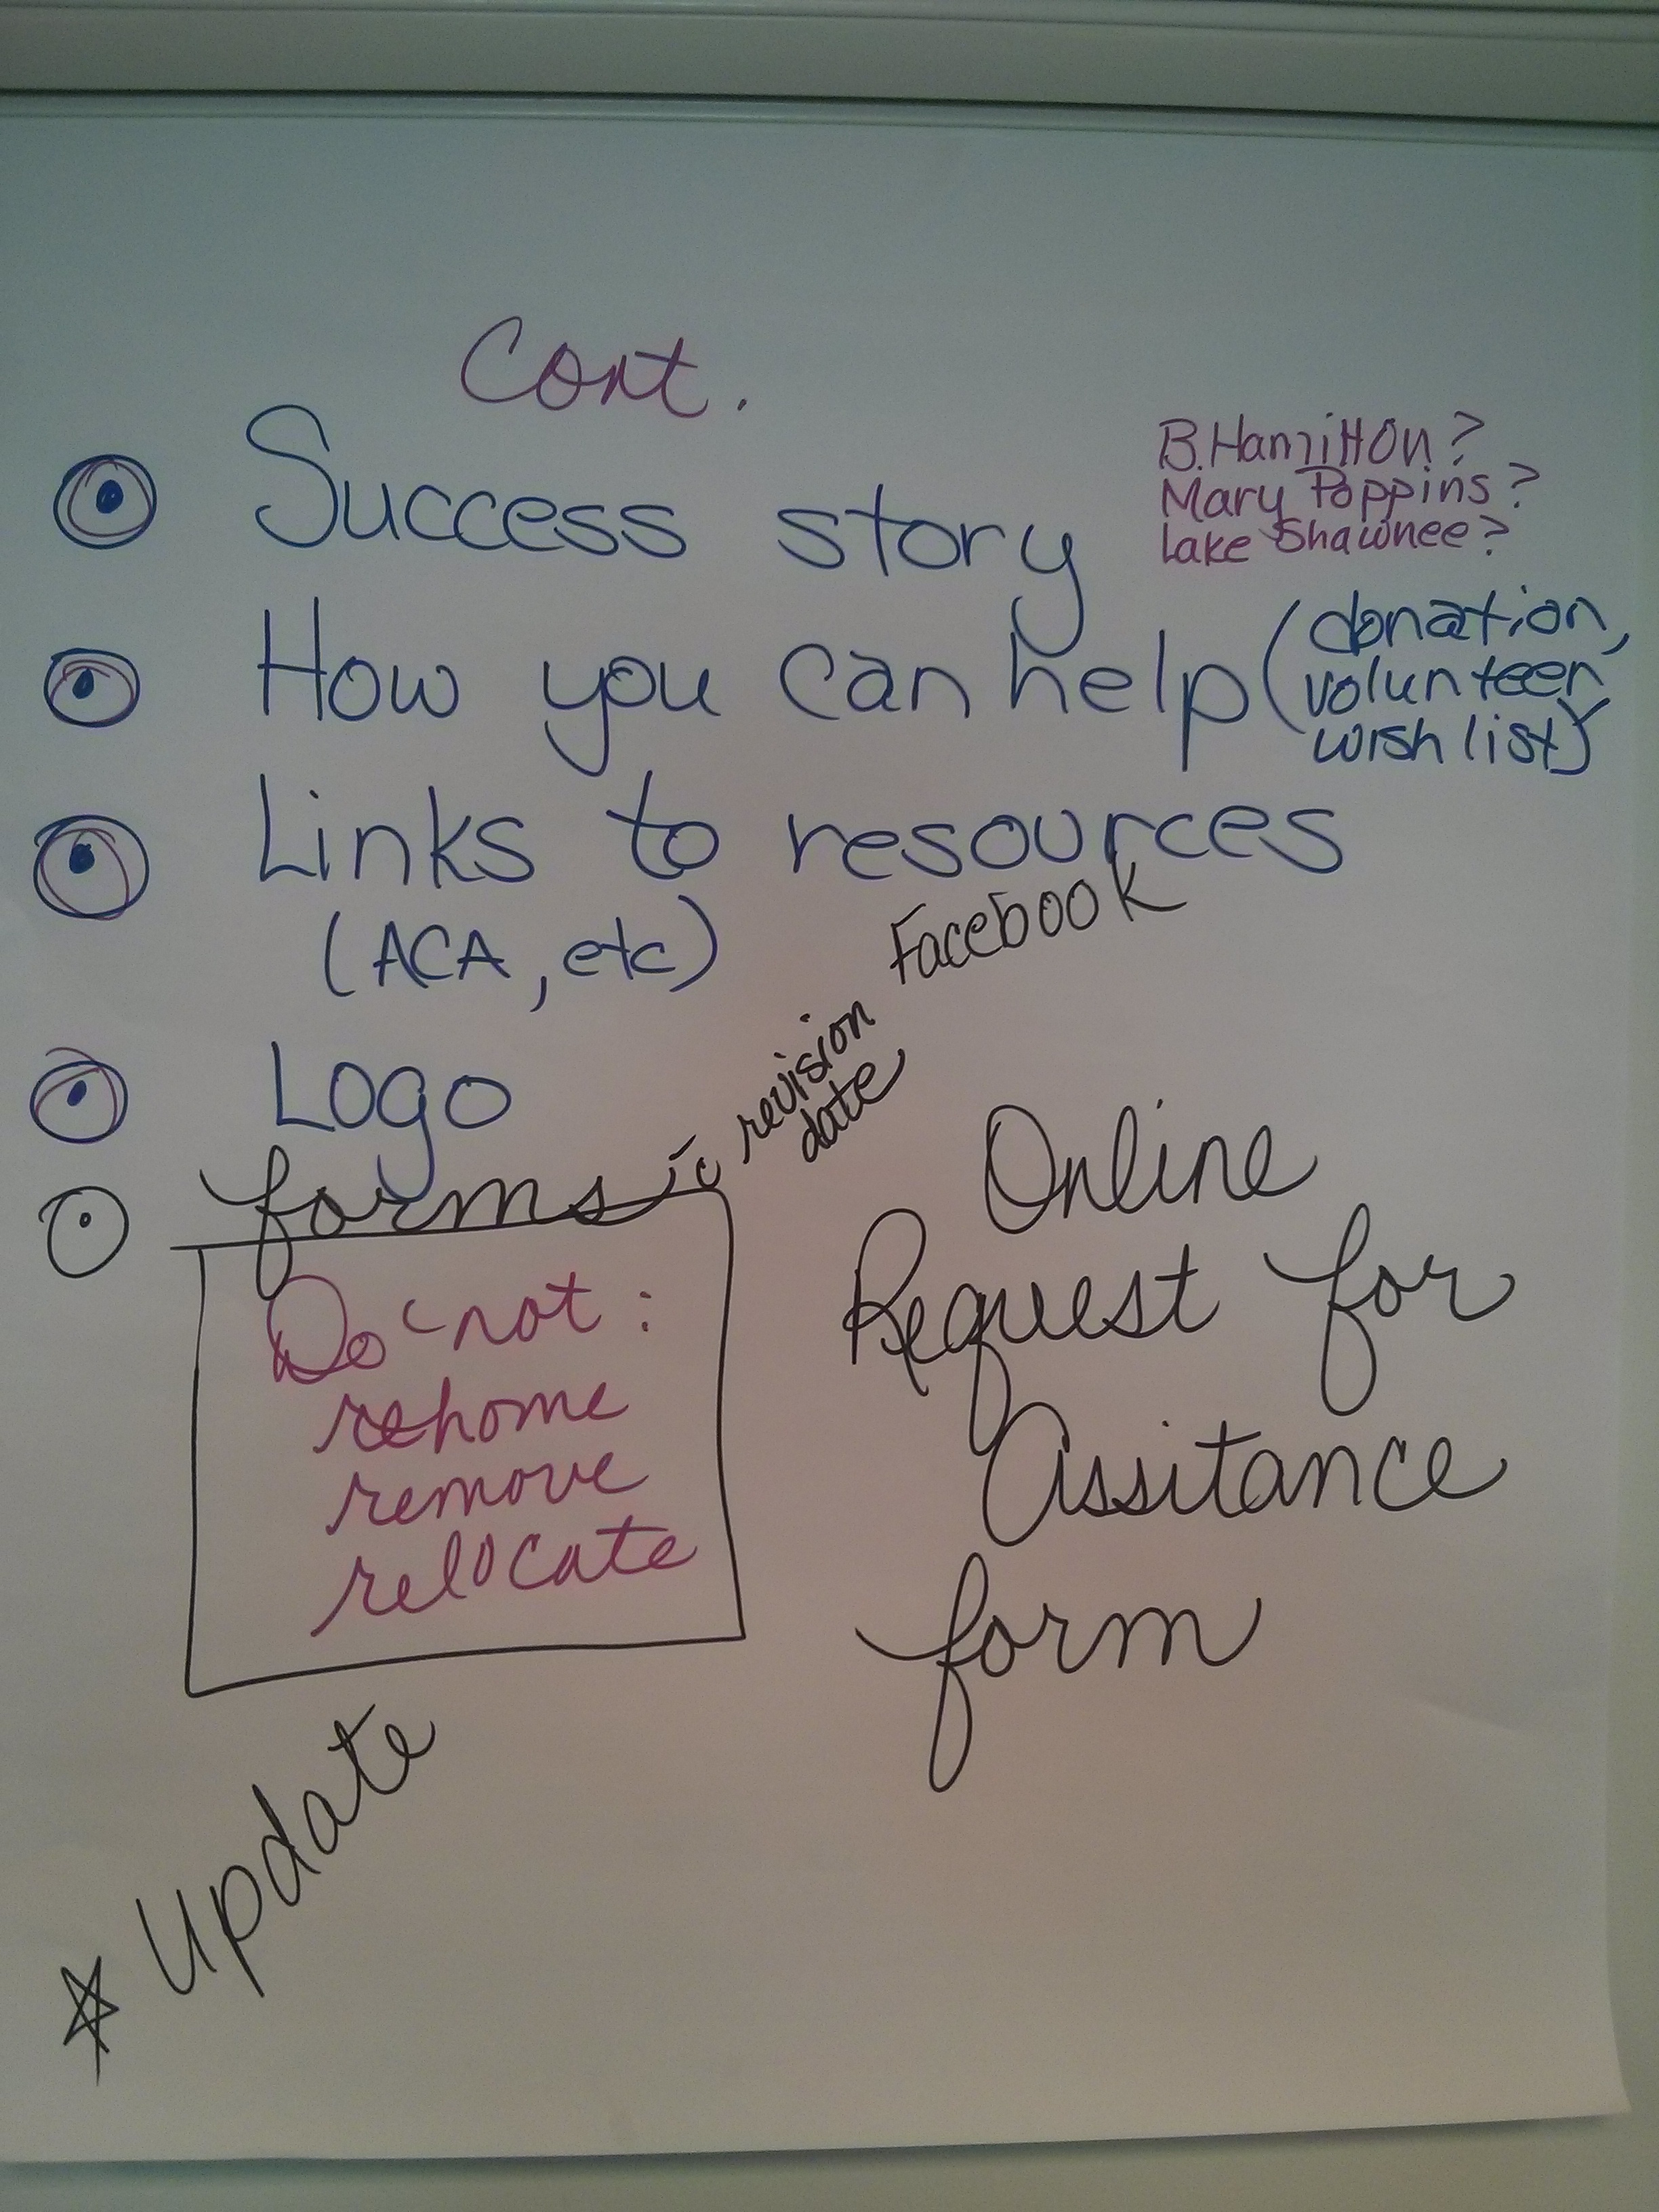 Cont.
Success story
B. Hamilton?
Mary Poppins?
Lake Shawnee?
How you can help (donation,
volunteer,
wish list)
Links to resources
(ACA, etc)
Facebook
Logo
forms
revision
date
Do not:
rehome
remove
relocate
Online
Request for
Assitance
form
Update